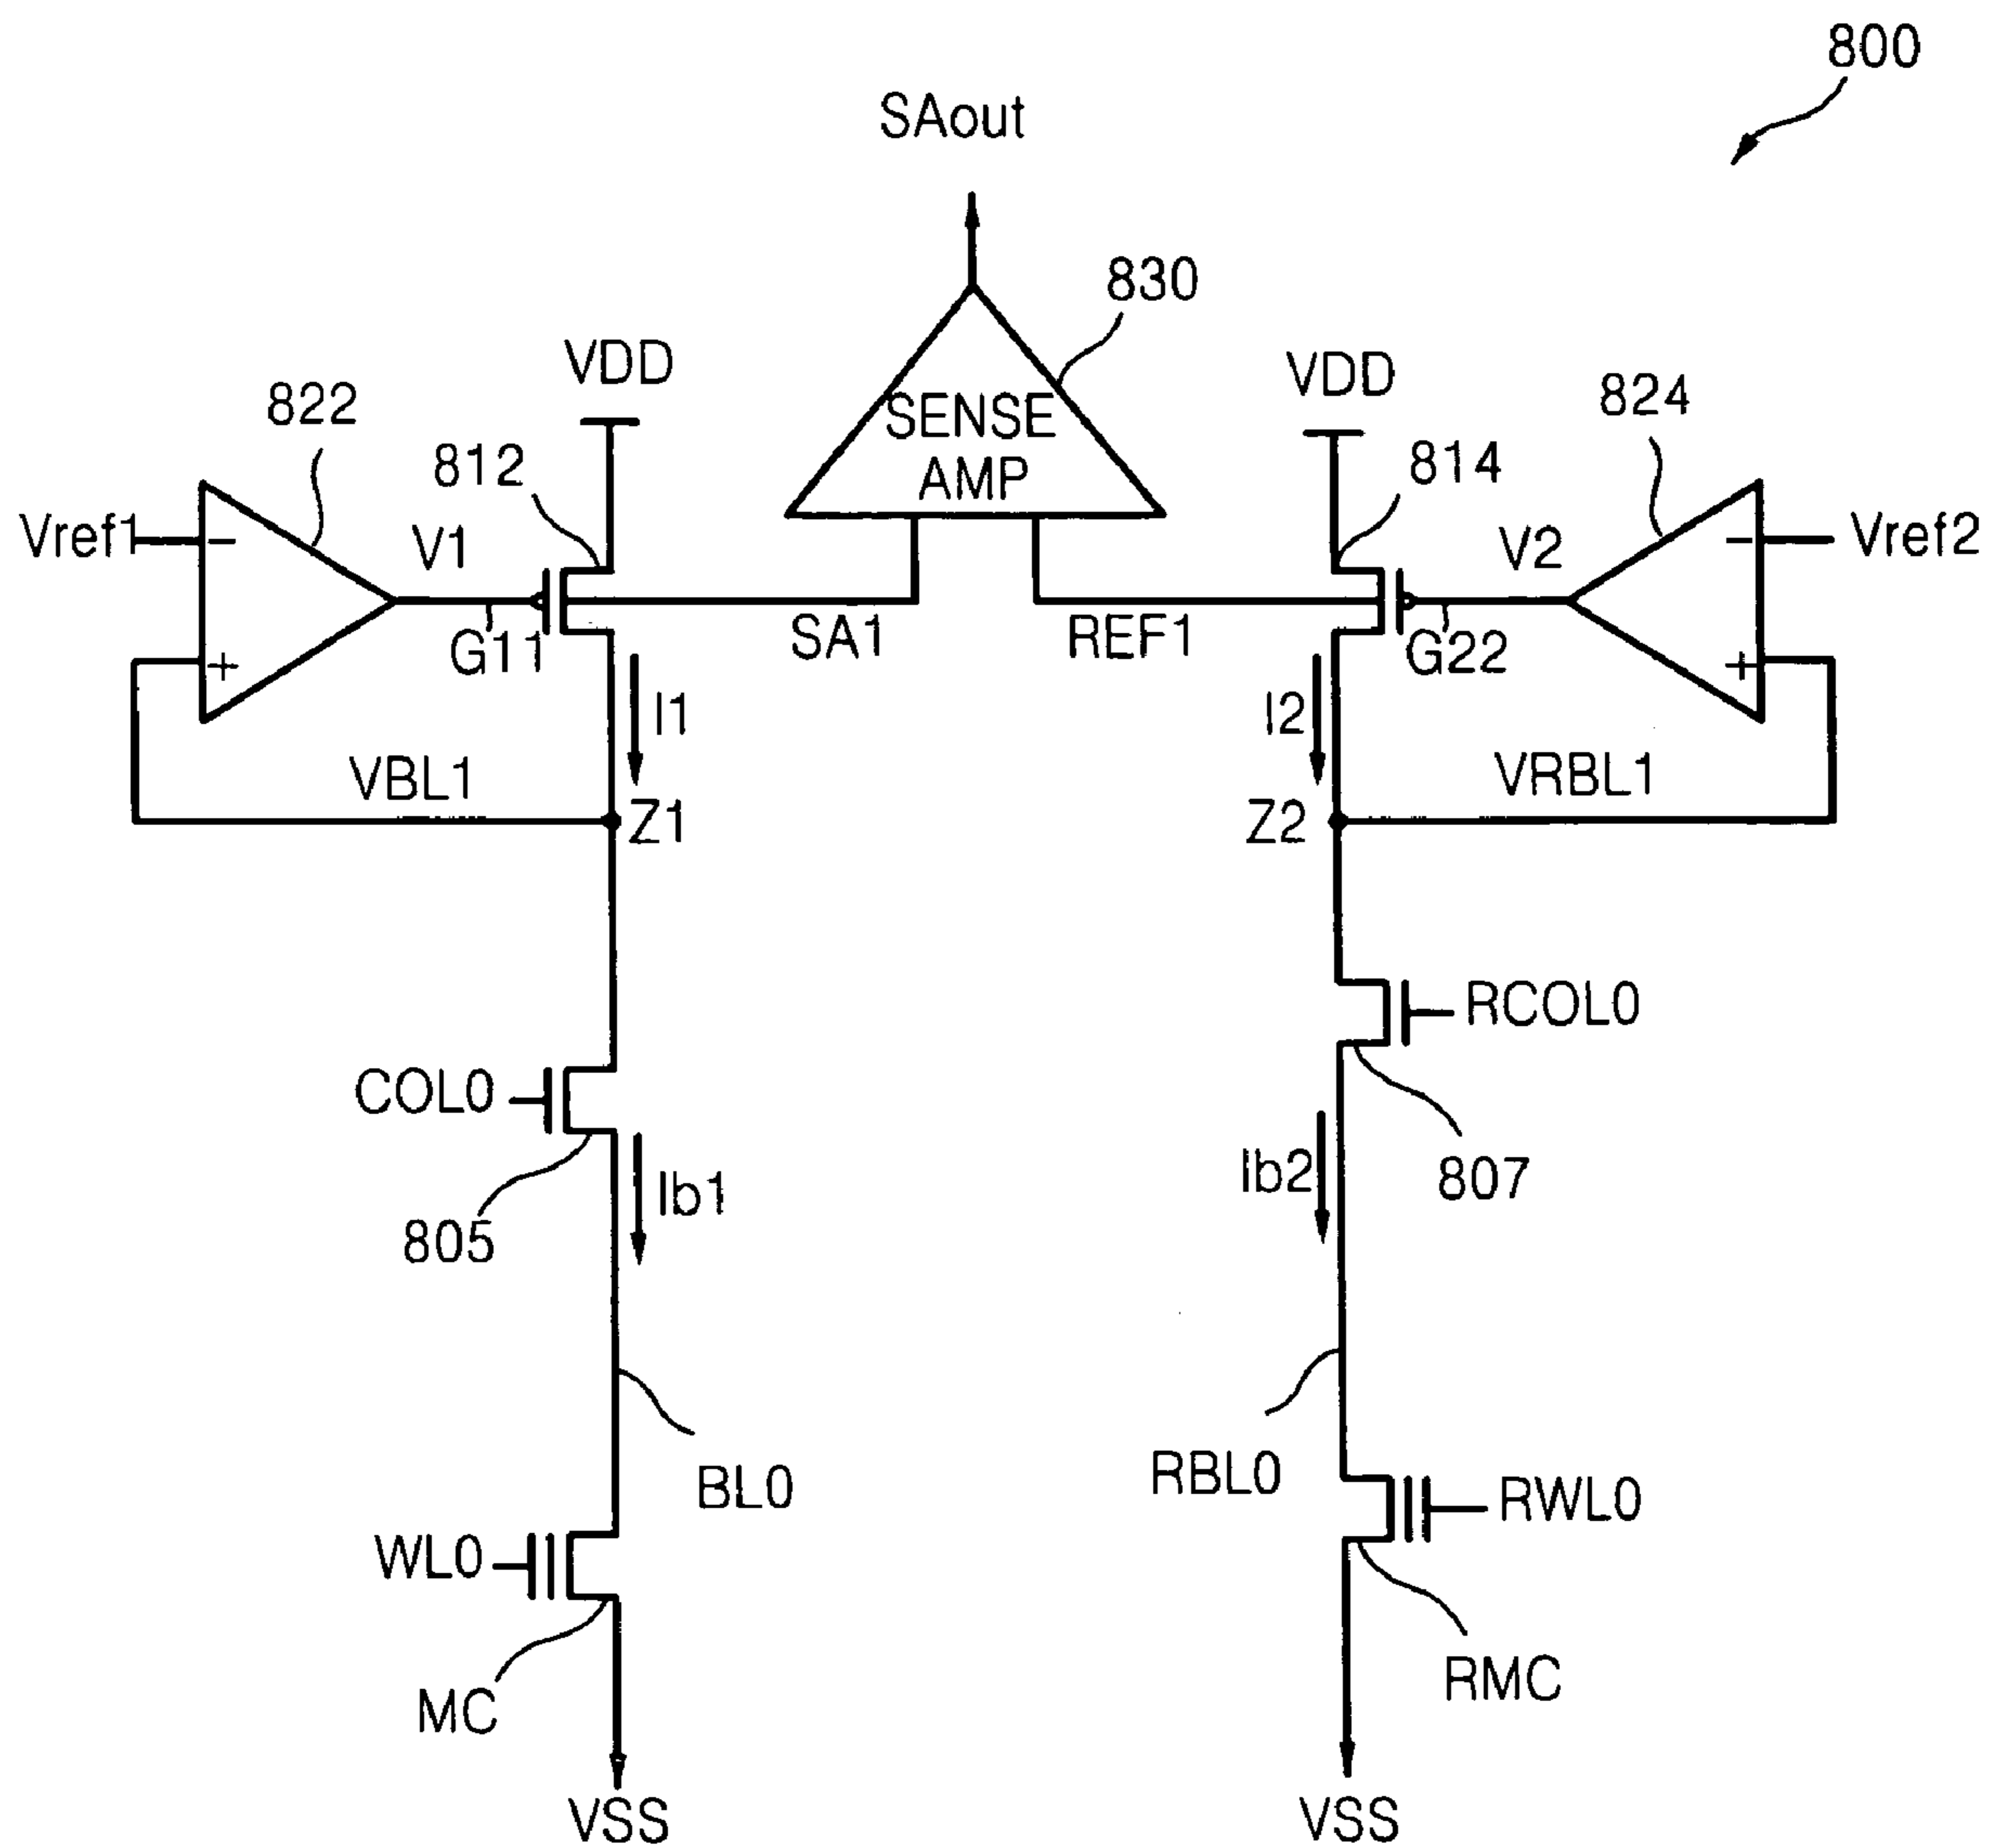 800
SAout
830
VDD
VDD
822
824
812
814
SENSE
AMP
Vref1
V1
V2
Vref2
−
−
G11
SA1
REF1
G22
+
+
I1
I2
VBL1
VRBL1
Z1
Z2
RCOL0
COL0
Ib1
Ib2
807
805
BL0
RBL0
RWL0
WL0
MC
RMC
VSS
VSS